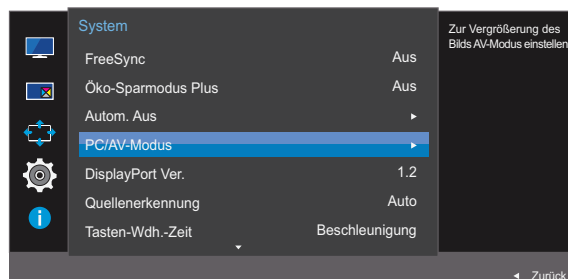 System
FreeSync Aus
Öko-Sparmodus Plus Aus
Autom. Aus
PC/AV-Modus
DisplayPort Ver. 1.2
Quellenerkennung Auto
Tasten-Wdh.-Zeit Beschleunigung
Zur Vergrößerung des
Bilds AV-Modus einstellen
Zurück